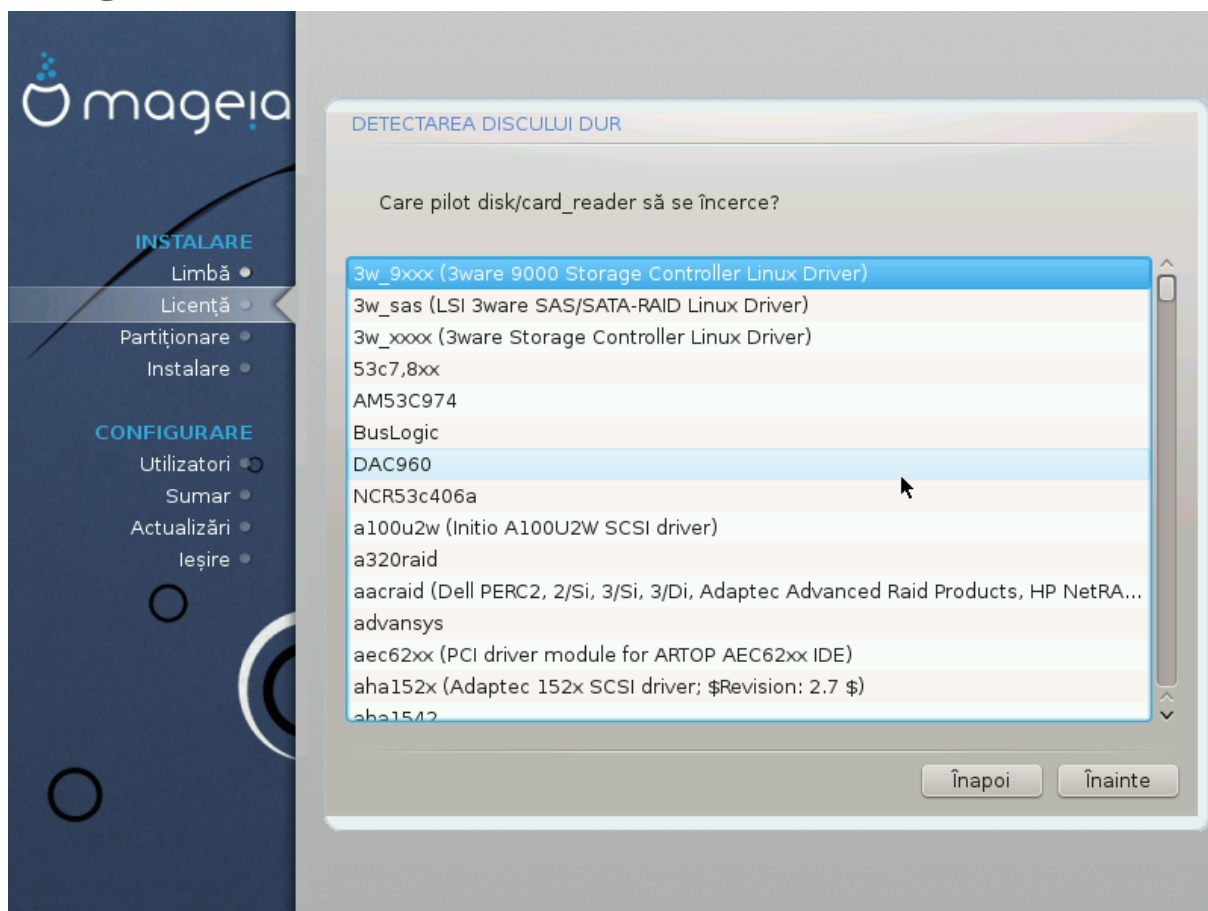 mageia
INSTALARE
Limbă
Licență
Partiționare
Instalare
CONFIGURARE
Utilizatori
Sumar
Actualizări
Ieșire
DETECTAREA DISCULUI DUR
Care pilot disk/card_reader să se încerce?
3w_9xxx (3ware 9000 Storage Controller Linux Driver)
3w_sas (LSI 3ware SAS/SATA-RAID Linux Driver)
3w_xxxx (3ware Storage Controller Linux Driver)
53c7,8xx
AM53C974
BusLogic
DAC960
NCR53c406a
a100u2w (Initio A100U2W SCSI driver)
a320raid
aacraid (Dell PERC2, 2/Si, 3/Si, 3/Di, Adaptec Advanced Raid Products, HP NetRA...
advansys
aec62xx (PCI driver module for ARTOP AEC62xx IDE)
aha152x (Adaptec 152x SCSI driver; $Revision: 2.7 $)
aha1542
Înapoi
Înainte